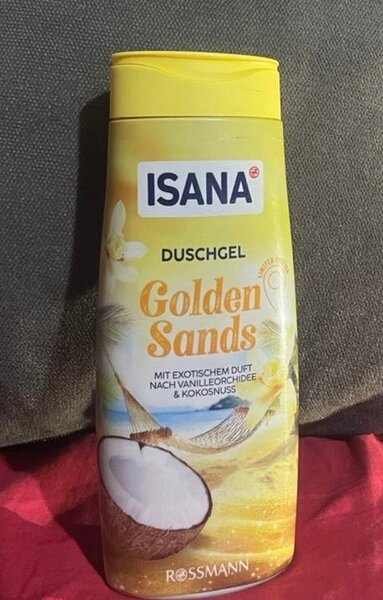 ISANA
DUSCHGEL
LIMITED EDITION
Golden
Sands
MIT EXOTISCHEM DUFT
NACH VANILLEORCHIDEE
& KOKOSNUSS
ROSSMANN